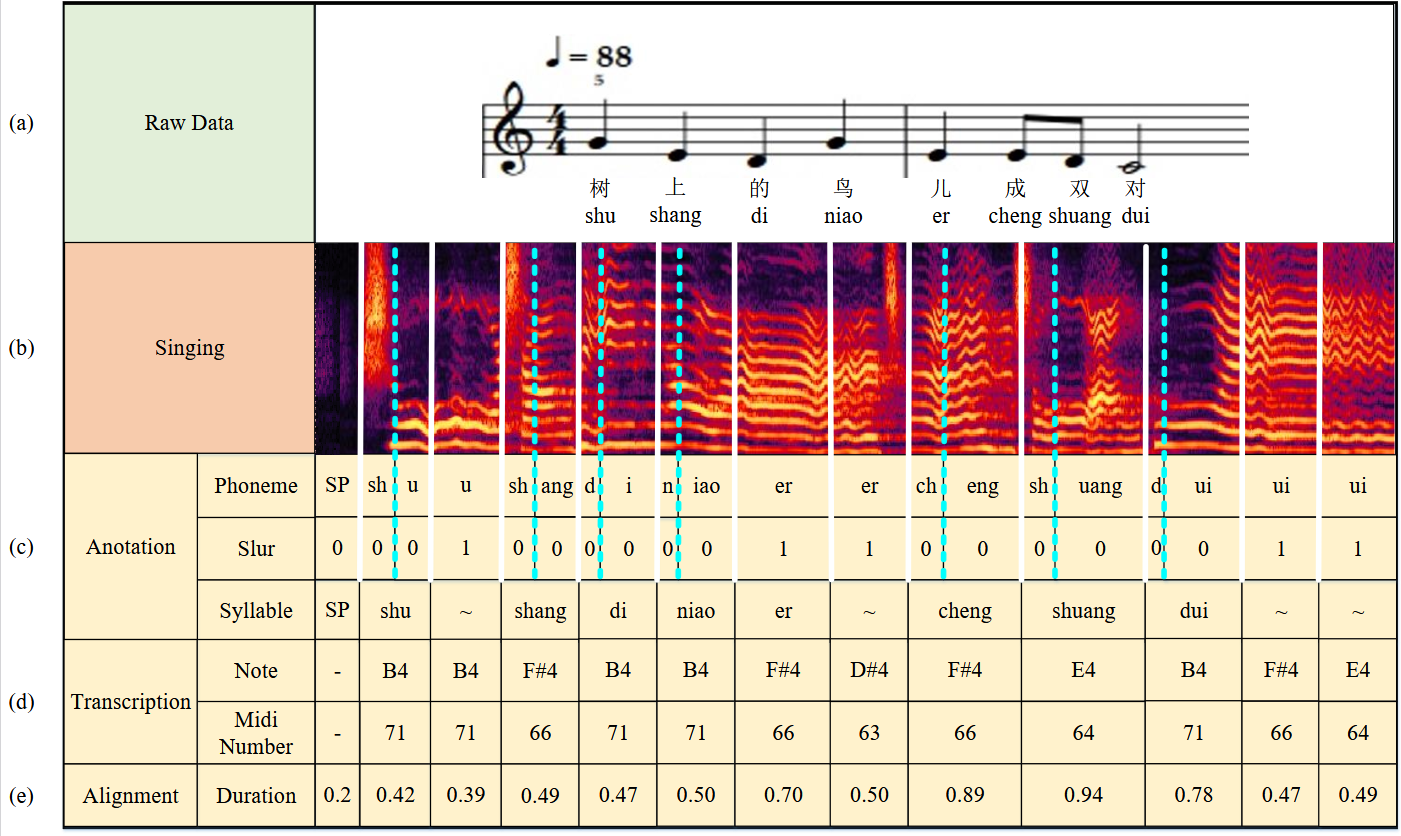 (a)
Raw Data
♩ = 88
5
4
4
树 上 的 鸟 儿 成 双 对
shu shang di niao er cheng shuang dui
(b)
Singing
(c)
Anotation
Phoneme SP sh u u sh ang d i n iao er er ch eng sh uang d ui ui ui
Slur 0 0 0 1 0 0 0 0 0 0 1 1 0 0 0 0 0 0 1 1
Syllable SP shu ~ shang di niao er ~ cheng shuang dui ~ ~
(d)
Transcription
Note - B4 B4 F#4 B4 B4 F#4 D#4 F#4 E4 B4 F#4 E4
Midi
Number - 71 71 66 71 71 66 63 66 64 71 66 64
(e)
Alignment Duration 0.2 0.42 0.39 0.49 0.47 0.50 0.70 0.50 0.89 0.94 0.78 0.47 0.49